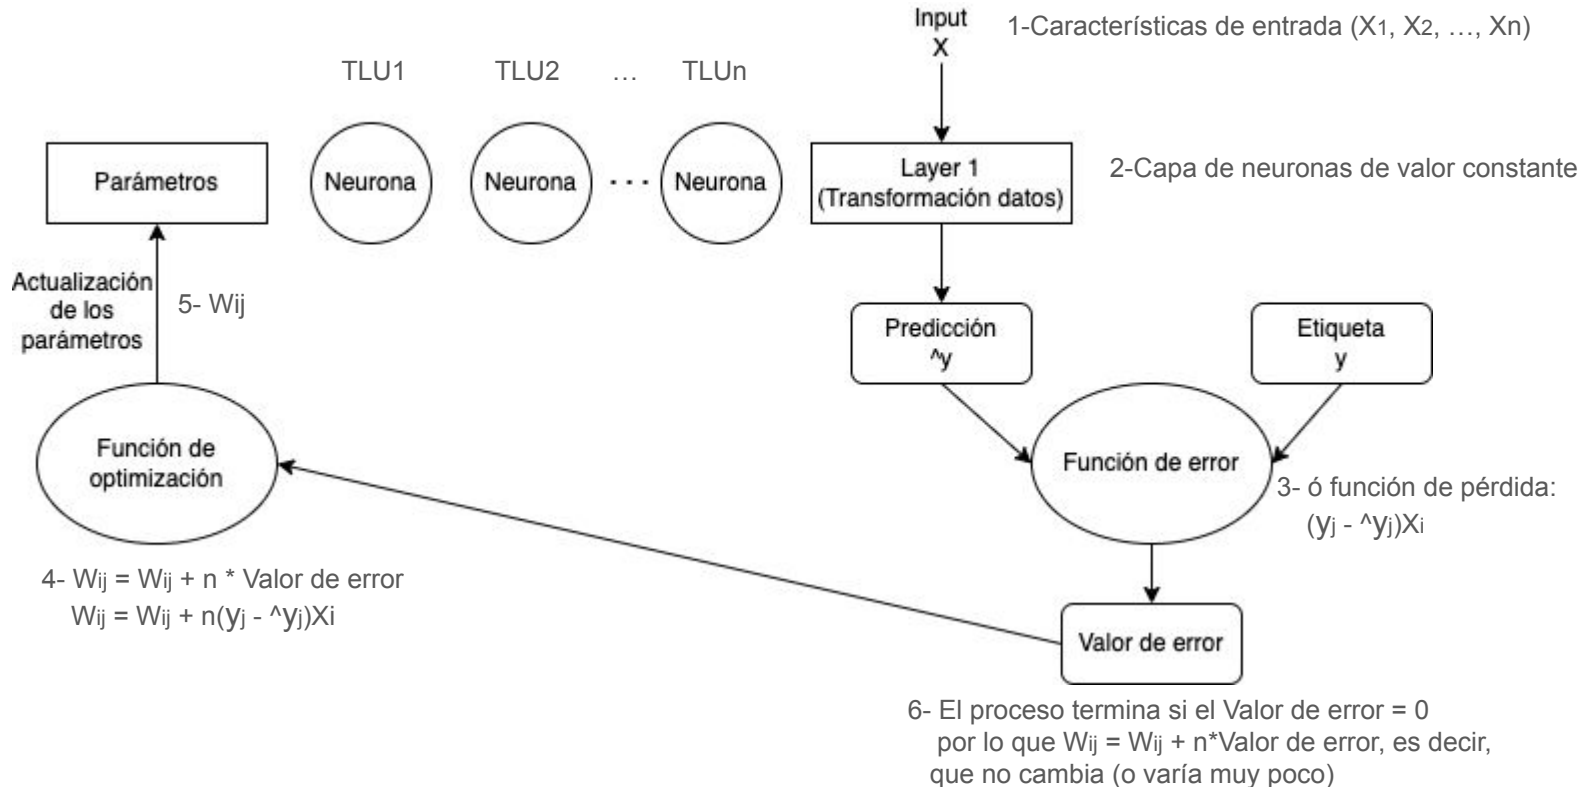 Input
X
1-Características de entrada (X1, X2, …, Xn)
TLU1 TLU2 … TLUn
Parámetros
Neurona
Neurona
...
Neurona
Layer 1
(Transformación datos)
2-Capa de neuronas de valor constante
Actualización
de los
parámetros
5- Wij
Predicción
^y
Etiqueta
y
Función de
optimización
Función de error
3- ó función de pérdida:
(yj - ^yj)Xi
4- Wij = Wij + n * Valor de error
Wij = Wij + n(yj - ^yj)Xi
Valor de error
6- El proceso termina si el Valor de error = 0
por lo que Wij = Wij + n*Valor de error, es decir,
que no cambia (o varía muy poco)